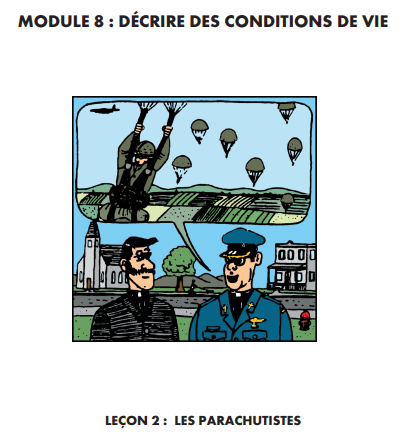 MODULE 8 : DÉCRIRE DES CONDITIONS DE VIE
LEÇON 2 : LES PARACHUTISTES